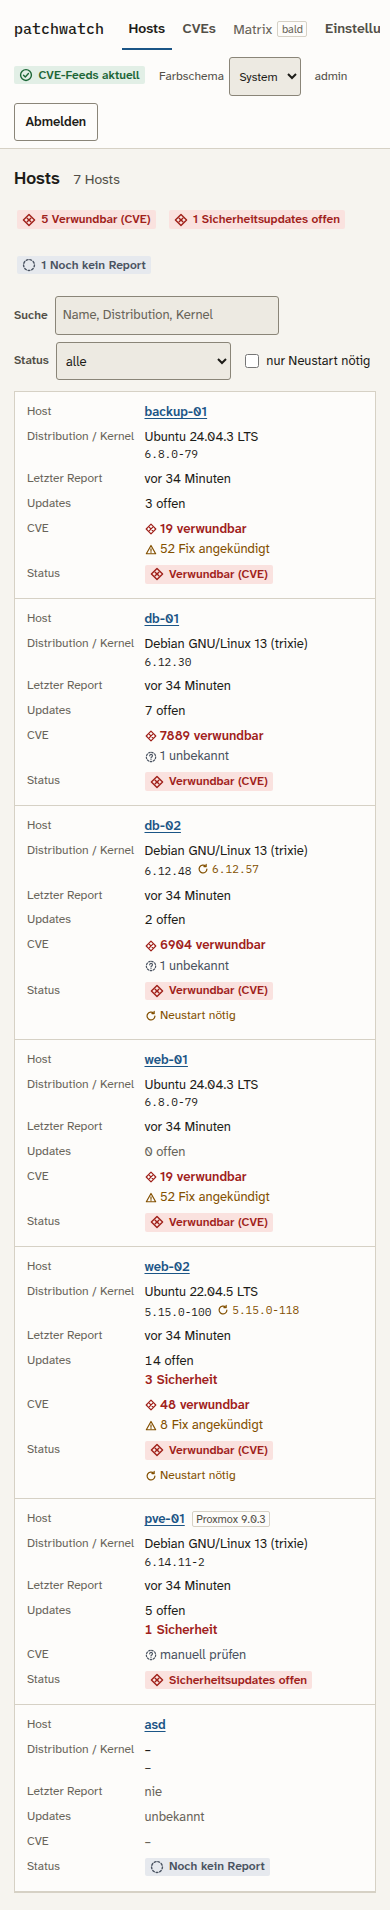 patchwatch Hosts CVEs Matrix bald Einstellu
CVE-Feeds aktuell Farbschema System admin
Abmelden
Hosts 7 Hosts
5 Verwundbar (CVE) 1 Sicherheitsupdates offen
1 Noch kein Report
Suche Name, Distribution, Kernel
Status alle nur Neustart nötig
Host backup-01
Distribution / Kernel Ubuntu 24.04.3 LTS
6.8.0-79
Letzter Report vor 34 Minuten
Updates 3 offen
CVE 19 verwundbar
52 Fix angekündigt
Status Verwundbar (CVE)
Host db-01
Distribution / Kernel Debian GNU/Linux 13 (trixie)
6.12.30
Letzter Report vor 34 Minuten
Updates 7 offen
CVE 7889 verwundbar
1 unbekannt
Status Verwundbar (CVE)
Host db-02
Distribution / Kernel Debian GNU/Linux 13 (trixie)
6.12.48 6.12.57
Letzter Report vor 34 Minuten
Updates 2 offen
CVE 6904 verwundbar
1 unbekannt
Status Verwundbar (CVE)
Neustart nötig
Host web-01
Distribution / Kernel Ubuntu 24.04.3 LTS
6.8.0-79
Letzter Report vor 34 Minuten
Updates 0 offen
CVE 19 verwundbar
52 Fix angekündigt
Status Verwundbar (CVE)
Host web-02
Distribution / Kernel Ubuntu 22.04.5 LTS
5.15.0-100 5.15.0-118
Letzter Report vor 34 Minuten
Updates 14 offen
3 Sicherheit
CVE 48 verwundbar
8 Fix angekündigt
Status Verwundbar (CVE)
Neustart nötig
Host pve-01 Proxmox 9.0.3
Distribution / Kernel Debian GNU/Linux 13 (trixie)
6.14.11-2
Letzter Report vor 34 Minuten
Updates 5 offen
1 Sicherheit
CVE manuell prüfen
Status Sicherheitsupdates offen
Host asd
Distribution / Kernel –
–
Letzter Report nie
Updates unbekannt
CVE –
Status Noch kein Report